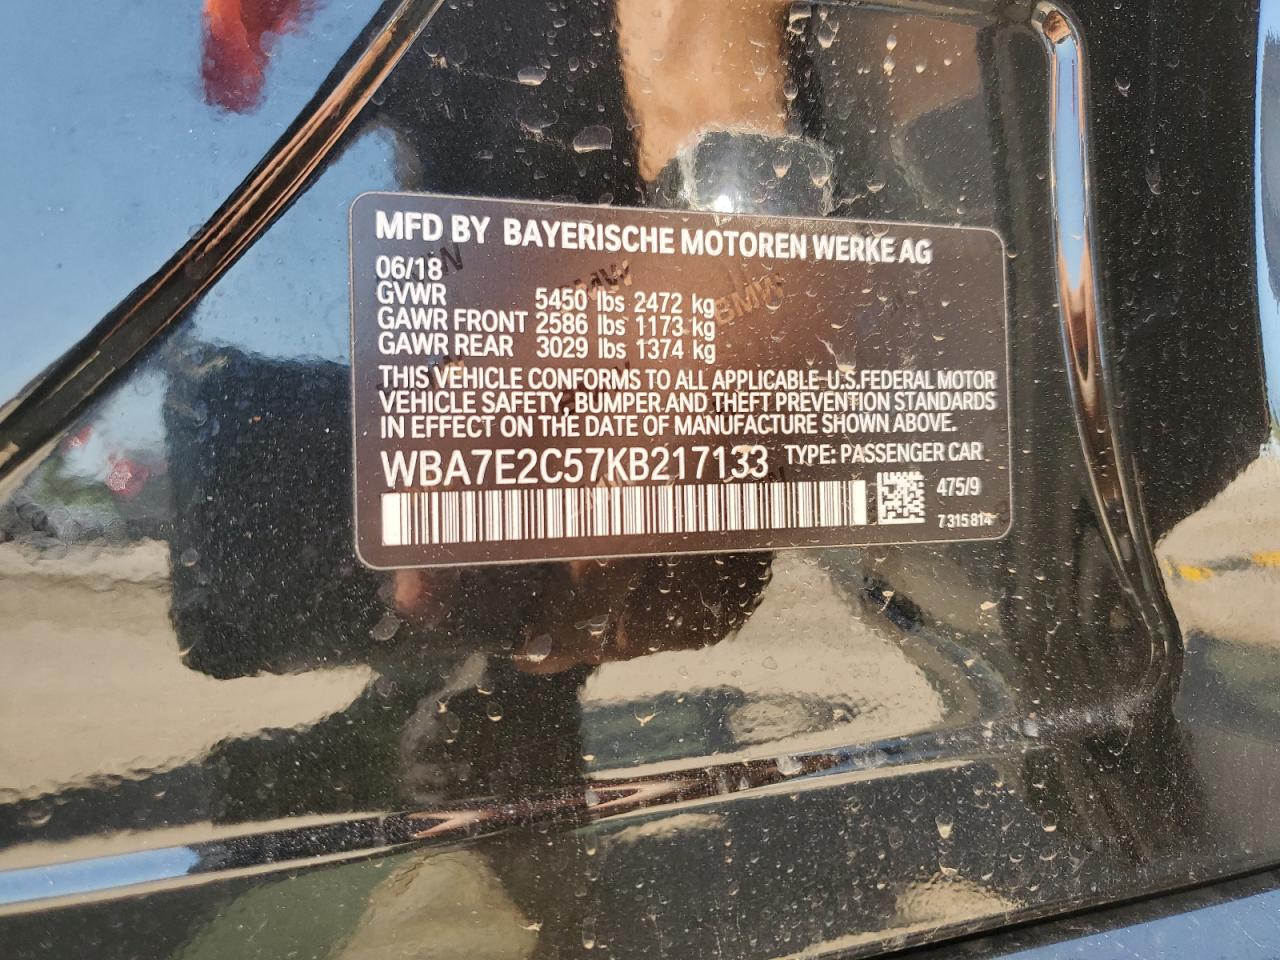 MFD BY BAYERISCHE MOTOREN WERKE AG
06/18
GVWR 5450 lbs 2472 kg
GAWR FRONT 2586 lbs 1173 kg
GAWR REAR 3029 lbs 1374 kg
THIS VEHICLE CONFORMS TO ALL APPLICABLE U.S.FEDERAL MOTOR
VEHICLE SAFETY, BUMPER,AND THEFT PREVENTION STANDARDS
IN EFFECT ON THE DATE OF MANUFACTURE SHOWN ABOVE.
WBA7E2C57KB217133 TYPE: PASSENGER CAR
475/9
7 315 814